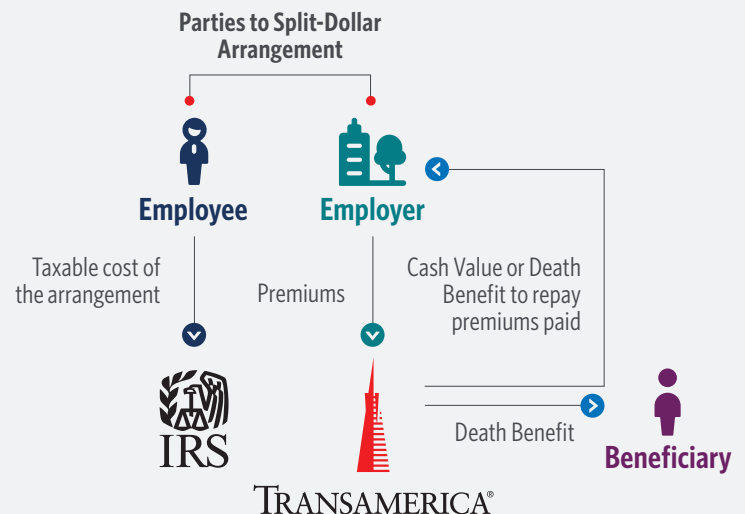 Parties to Split-Dollar
Arrangement
Employee
Employer
Taxable cost of
the arrangement
Premiums
Cash Value or Death
Benefit to repay
premiums paid
IRS
Death Benefit
Beneficiary
TRANSAMERICA®